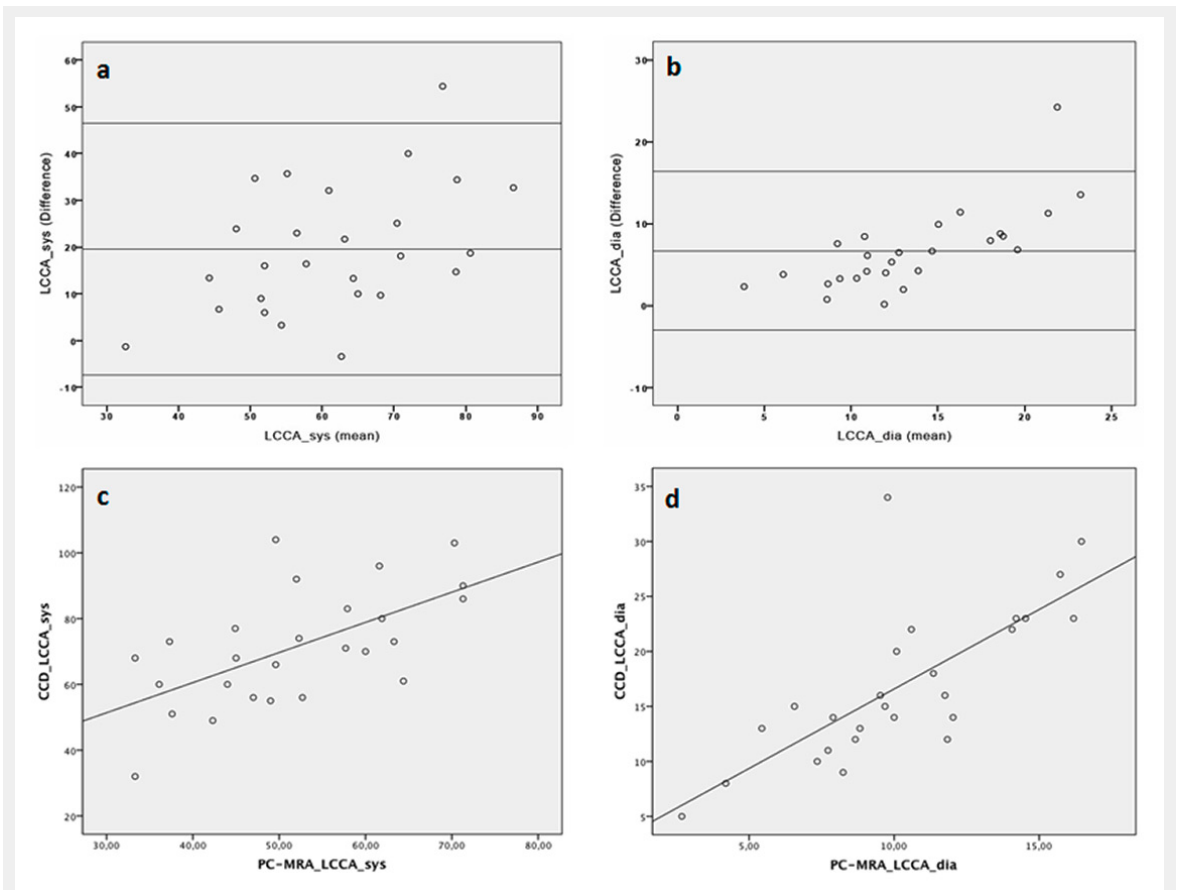 a
60
50
40
30
20
10
0
-10
LCCA_sys (Difference)
30 40 50 60 70 80 90
LCCA_sys (mean)
b
30
20
10
0
-10
LCCA_dia (Difference)
0 5 10 15 20 25
LCCA_dia (mean)
c
120
100
80
60
40
20
CCD_LCCA_sys
30,00 40,00 50,00 60,00 70,00 80,00
PC-MRA_LCCA_sys
d
35
30
25
20
15
10
5
CCD_LCCA_dia
5,00 10,00 15,00
PC-MRA_LCCA_dia